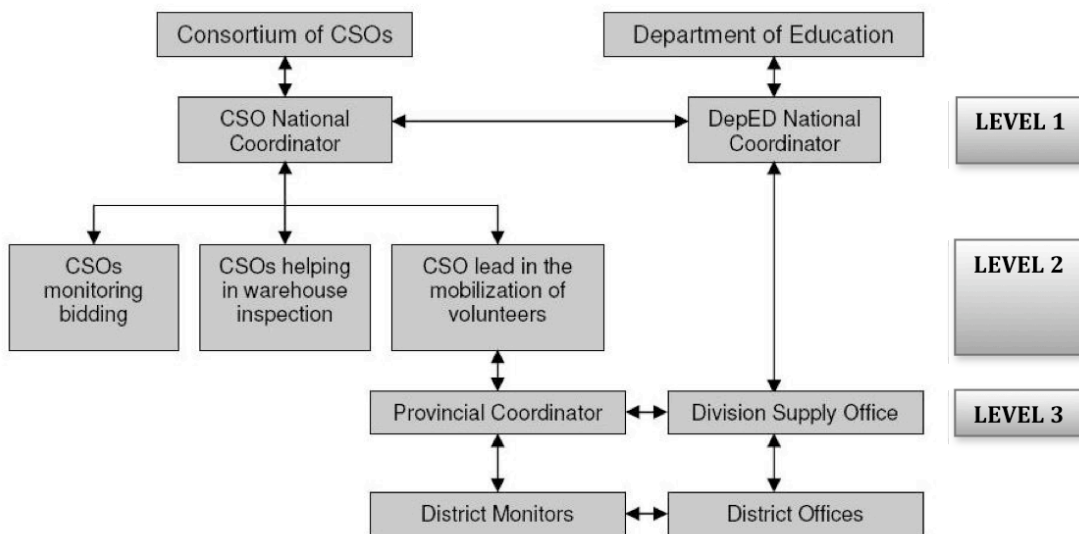 Consortium of CSOs
Department of Education
CSO National
Coordinator
DepED National
Coordinator
LEVEL 1
CSOs
monitoring
bidding
CSOs helping
in warehouse
inspection
CSO lead in the
mobilization of
volunteers
LEVEL 2
Provincial Coordinator
Division Supply Office
LEVEL 3
District Monitors
District Offices